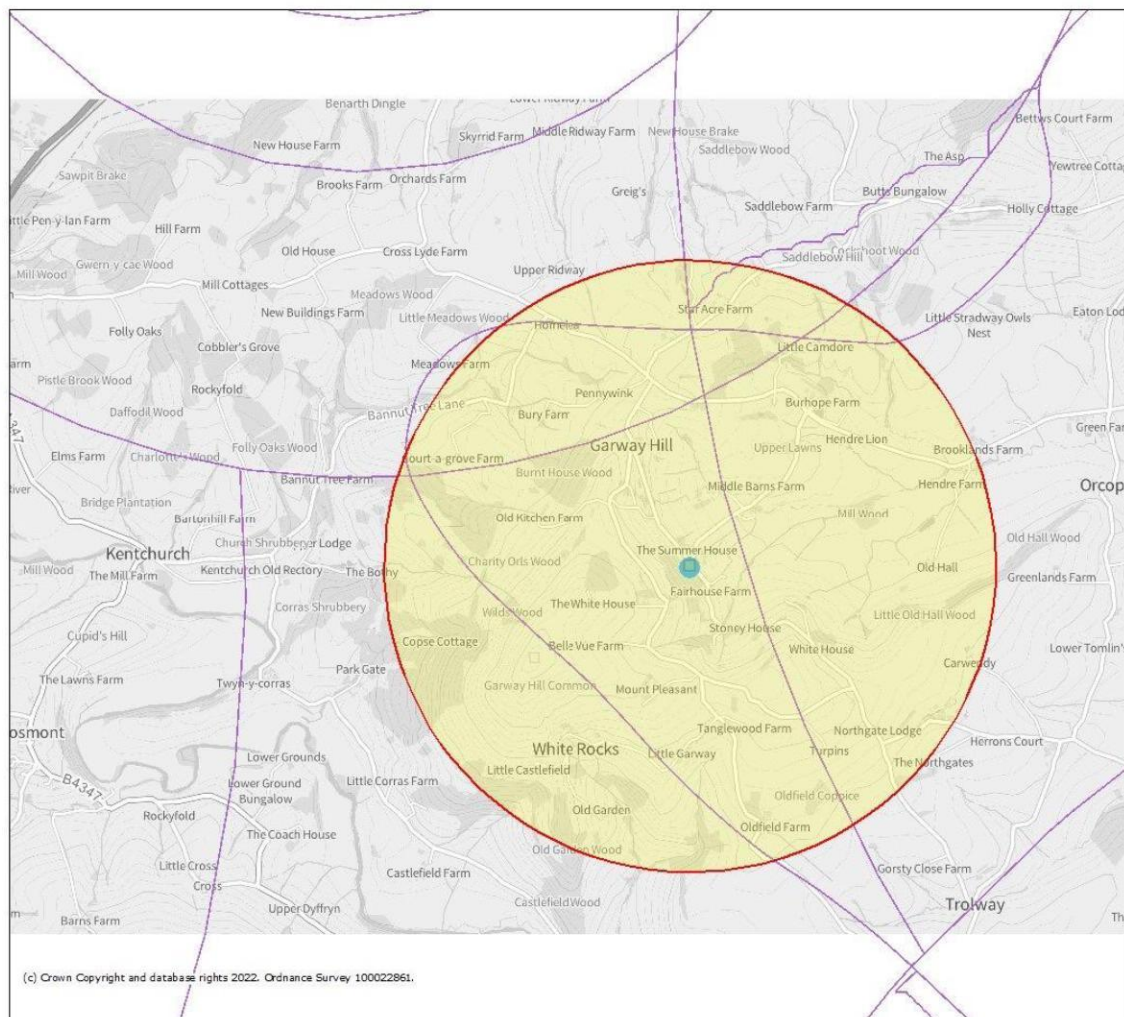 Benarth Dingle
Bettws Court Farm
New House Farm
Skyrrid Farm
Middle Ridway Farm
New House Brake
Saddlebow Wood
The Asp
Yewtree Cotta
Sawpit Brake
Brooks Farm
Orchards Farm
Greig's
Butts Bungalow
Saddlebow Farm
Holly Cottage
ittle Pen-y-lan Farm
Hill Farm
Old House
Cross Lyde Farm
Saddlebow Hill
Gwern-y-cae Wood
Mill Wood
Mill Cottages
Upper Ridway
Meadows Wood
New Buildings Farm
Little Meadows Wood
Star Acre Farm
Little Stradway Owls
Nest
Eaton Lod
Folly Oaks
Homelea
Cobbler's Grove
Little Camdore
arm
Meadows Farm
Pistle Brook Wood
Rockyfold
Pennywink
Burhope Farm
Daffodil Wood
Bannut Tree Lane
Bury Farm
Hendre Lion
Green Fa
347
Folly Oaks Wood
Garway Hill
Upper Lawns
Brooklands Farm
Elms Farm
Charlotte's Wood
ourt-a-grove Farm
Burnt House Wood
River
Bannut Tree Farm
Middle Barns Farm
Hendre Farm
Orcop
Bridge Plantation
Bartonhill Farm
Old Kitchen Farm
Mill Wood
Old Hall Wood
Kentchurch
Church Shrubbery
er Lodge
The Summer House
Mill Wood
The Mill Farm
Kentchurch Old Rectory
The Bothy
Charity Orls Wood
Old Hall
Greenlands Farm
Fairhouse Farm
Corras Shrubbery
Wilds Wood
The White House
Little Old Hall Wood
Cupid's Hill
Copse Cottage
Stoney House
Belle Vue Farm
White House
Lower Tomlin's
Park Gate
Carwendy
The Lawns Farm
Twyn-y-corras
Garway Hill Common
Mount Pleasant
osmont
Tanglewood Farm
Northgate Lodge
Herrons Court
Lower Grounds
White Rocks
Little Garway
Turpins
The Northgates
B4347
Lower Ground
Bungalow
Little Corras Farm
Little Castlefield
Oldfield Coppice
Rockyfold
Old Garden
The Coach House
Oldfield Farm
Little Cross
Old Garden Wood
Gorsty Close Farm
Cross
Castlefield Farm
Upper Dyffryn
Castlefield Wood
Trolway
Barns Farm
(c) Crown Copyright and database rights 2022. Ordnance Survey 100022861.